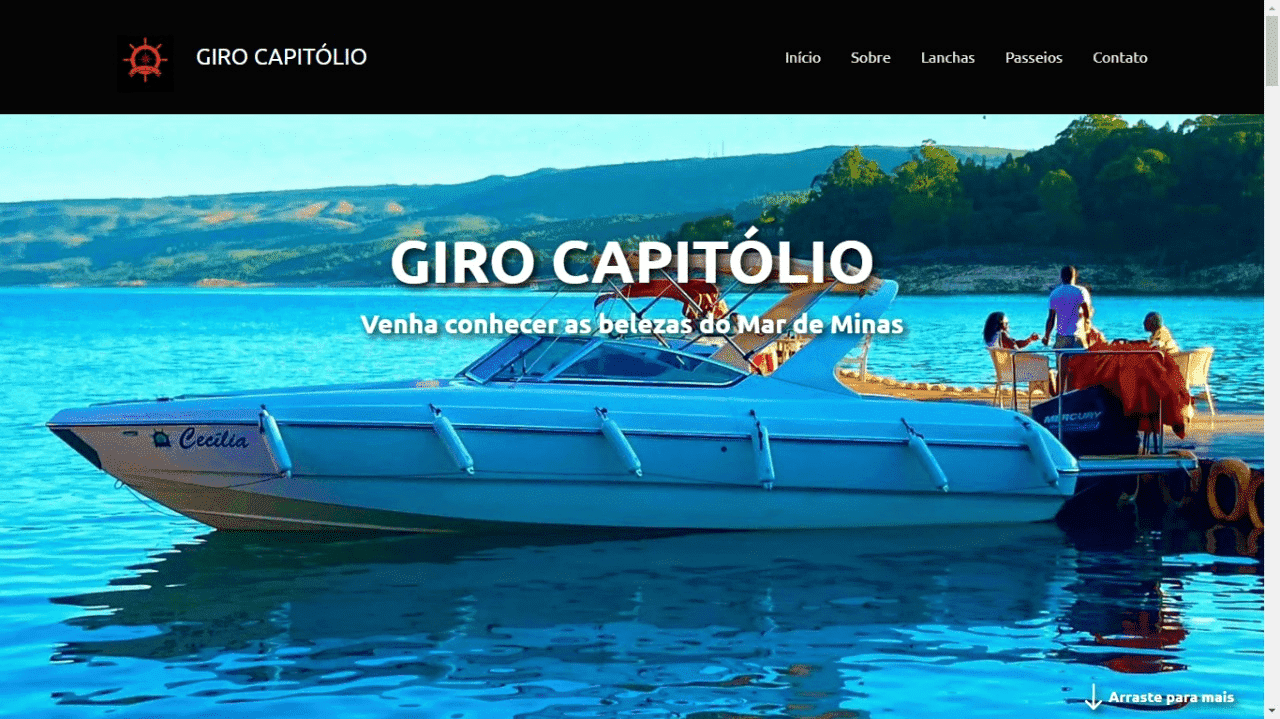 GIRO CAPITÓLIO
Início Sobre Lanchas Passeios Contato
GIRO CAPITÓLIO
Venha conhecer as belezas do Mar de Minas
Cecília
MERCURY
Arraste para mais